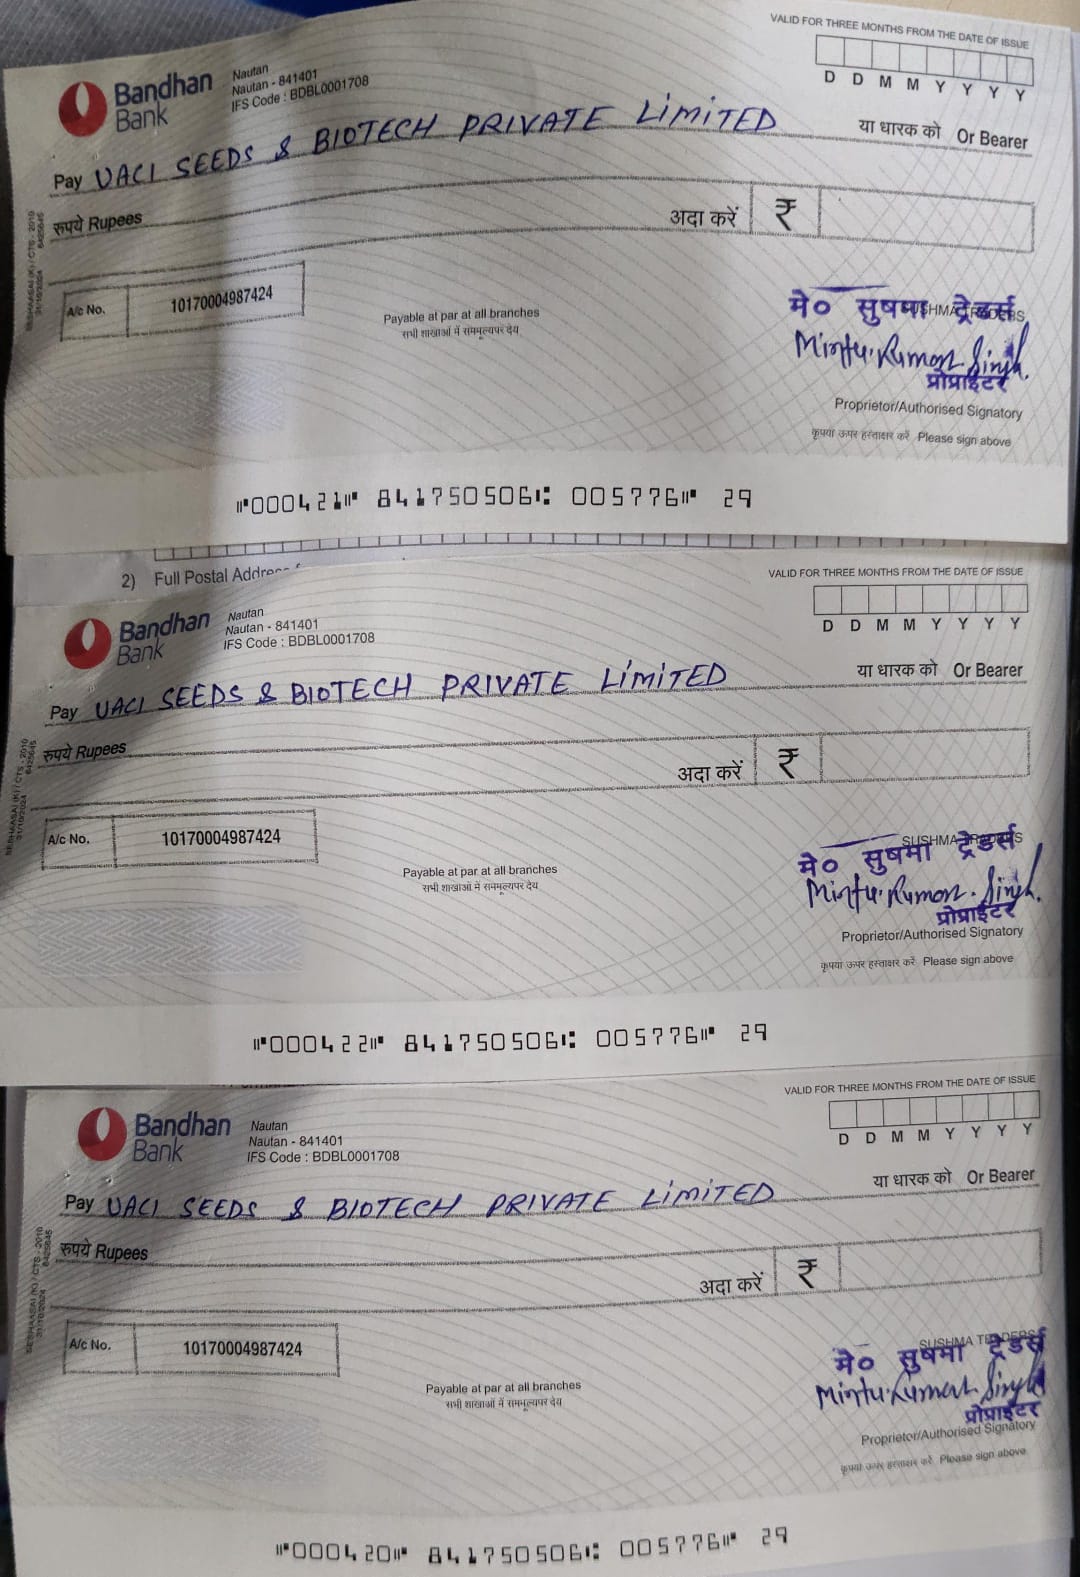 VALID FOR THREE MONTHS FROM THE DATE OF ISSUE
D D M M Y Y Y Y
Bandhan
Bank
Nautan
Nautan - 841401
IFS Code : BDBL0001708
Pay UACI SEEDS & BIOTECH PRIVATE LIMITED या धारक को Or Bearer
रुपये Rupees
अदा करें ₹
A/c No. 10170004987424
Payable at par at all branches
सभी शाखाओं में सममूल्यपर देय
SUSHMA TRADERS
मे० सुषमा ट्रेडर्स
Mintu Kumar Singh
प्रोप्राईटर
Proprietor/Authorised Signatory
कृपया ऊपर हस्ताक्षर करें Please sign above
⑈000421⑈ 841750506⑆ 005776⑈ 29
2) Full Postal Address
VALID FOR THREE MONTHS FROM THE DATE OF ISSUE
D D M M Y Y Y Y
Bandhan
Bank
Nautan
Nautan - 841401
IFS Code : BDBL0001708
Pay UACI SEEDS & BIOTECH PRIVATE LIMITED या धारक को Or Bearer
रुपये Rupees
अदा करें ₹
A/c No. 10170004987424
Payable at par at all branches
सभी शाखाओं में सममूल्यपर देय
SUSHMA TRADERS
मे० सुषमा ट्रेडर्स
Mintu Kumar Singh
प्रोप्राईटर
Proprietor/Authorised Signatory
कृपया ऊपर हस्ताक्षर करें Please sign above
⑈000422⑈ 841750506⑆ 005776⑈ 29
VALID FOR THREE MONTHS FROM THE DATE OF ISSUE
D D M M Y Y Y Y
Bandhan
Bank
Nautan
Nautan - 841401
IFS Code : BDBL0001708
Pay UACI SEEDS & BIOTECH PRIVATE LIMITED या धारक को Or Bearer
रुपये Rupees
अदा करें ₹
A/c No. 10170004987424
Payable at par at all branches
सभी शाखाओं में सममूल्यपर देय
SUSHMA TRADERS
मे० सुषमा ट्रेडर्स
Mintu Kumar Singh
प्रोप्राईटर
Proprietor/Authorised Signatory
कृपया ऊपर हस्ताक्षर करें Please sign above
⑈000420⑈ 841750506⑆ 005776⑈ 29